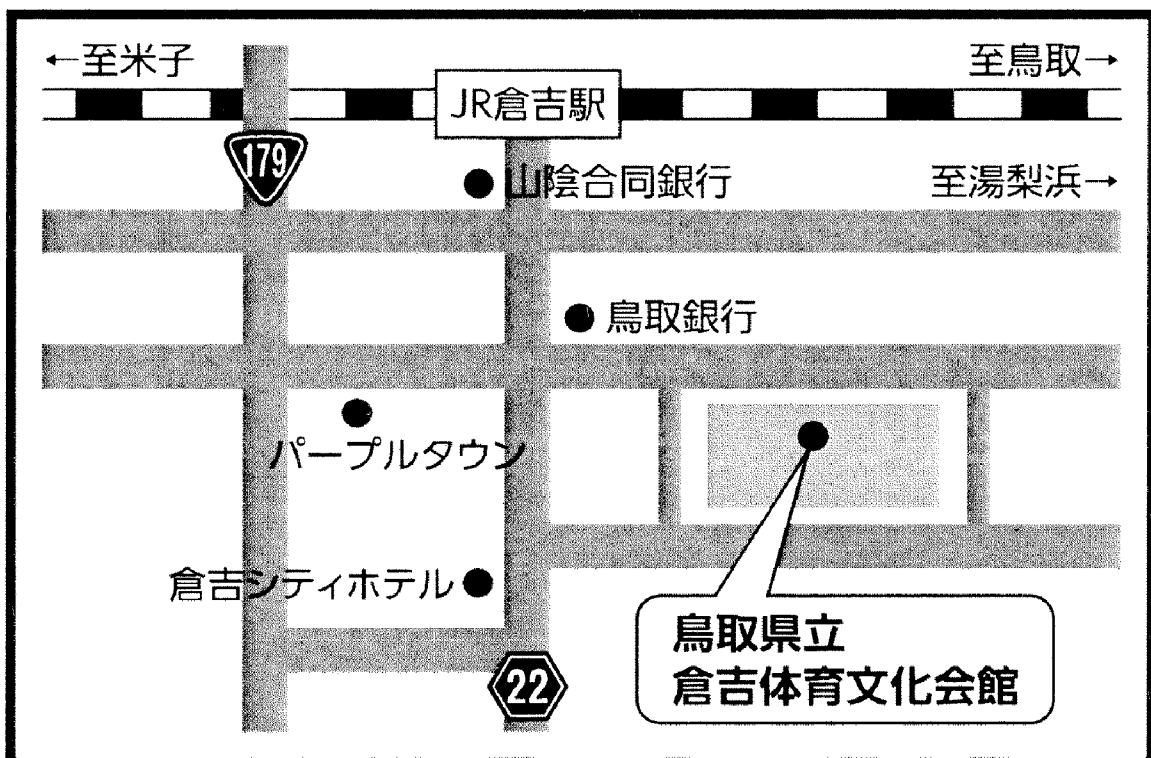 ←至米子
至鳥取→
JR倉吉駅
179
山陰合同銀行
至湯梨浜→
鳥取銀行
パープルタウン
倉吉シティホテル
鳥取県立
倉吉体育文化会館
22